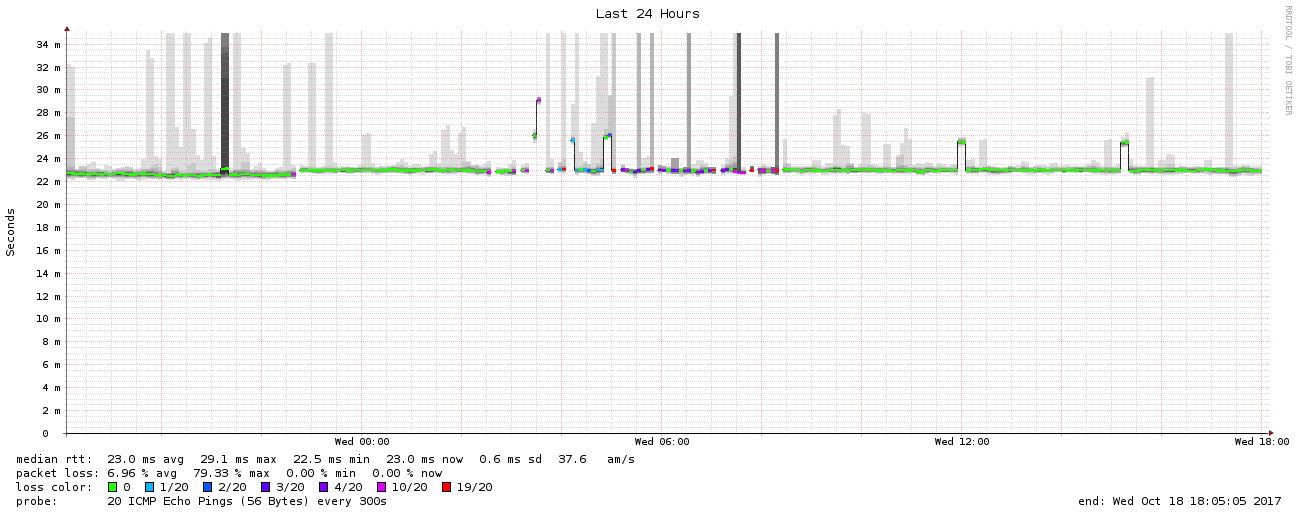 Last 24 Hours
RRDTOOL / TOBI OETIKER
Seconds
34 m
32 m
30 m
28 m
26 m
24 m
22 m
20 m
18 m
16 m
14 m
12 m
10 m
8 m
6 m
4 m
2 m
0
Wed 00:00 Wed 06:00 Wed 12:00 Wed 18:00
median rtt: 23.0 ms avg 29.1 ms max 22.5 ms min 23.0 ms now 0.6 ms sd 37.6 am/s
packet loss: 6.96 % avg 79.33 % max 0.00 % min 0.00 % now
loss color: 0 1/20 2/20 3/20 4/20 10/20 19/20
probe: 20 ICMP Echo Pings (56 Bytes) every 300s end: Wed Oct 18 18:05:05 2017